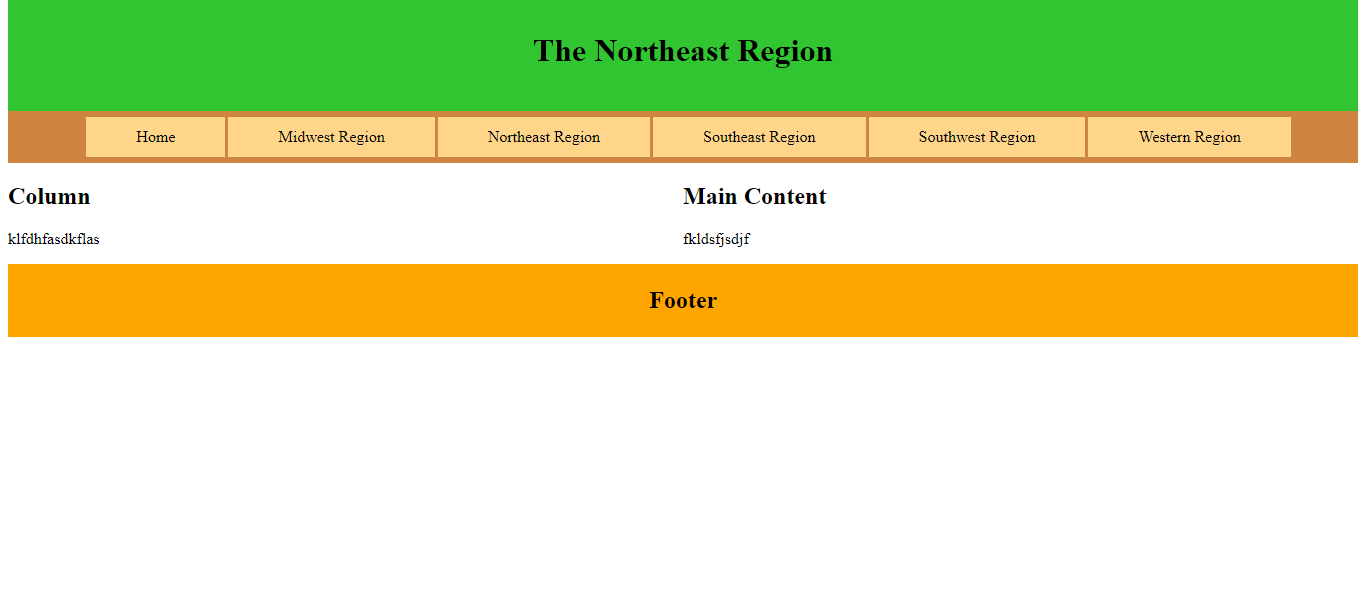 The Northeast Region
Home Midwest Region Northeast Region Southeast Region Southwest Region Western Region
Column
klfdhfasdkflas
Main Content
fkldsfjsdjf
Footer